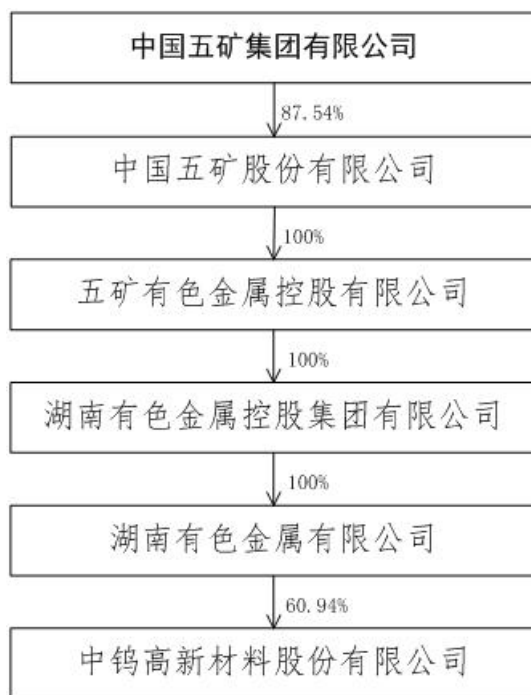 中国五矿集团有限公司
87.54%
中国五矿股份有限公司
100%
五矿有色金属控股有限公司
100%
湖南有色金属控股集团有限公司
100%
湖南有色金属有限公司
60.94%
中钨高新材料股份有限公司